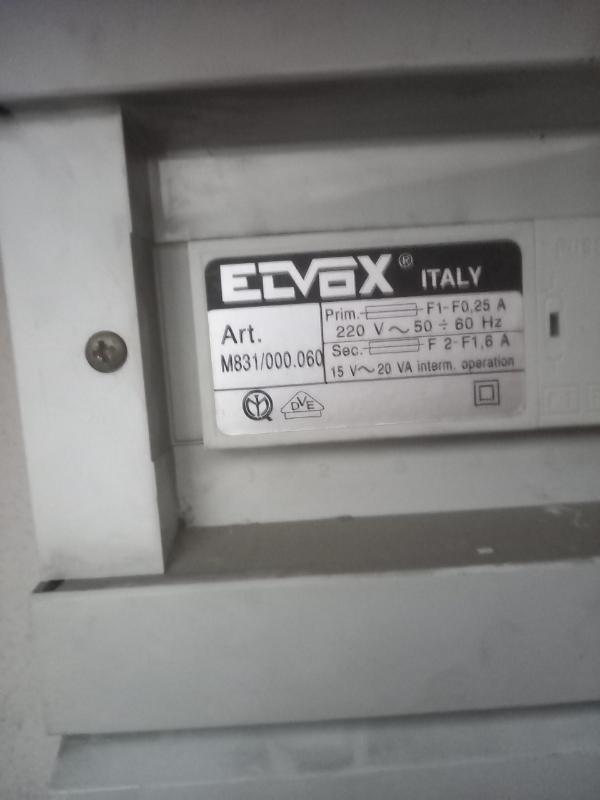 ELVOX® ITALY
Art.
M831/000.060
Prim. F1-F0,25 A
220 V ~ 50 ÷ 60 Hz
Sec. F 2-F1,6 A
15 V~ 20 VA interm. operation
DVE